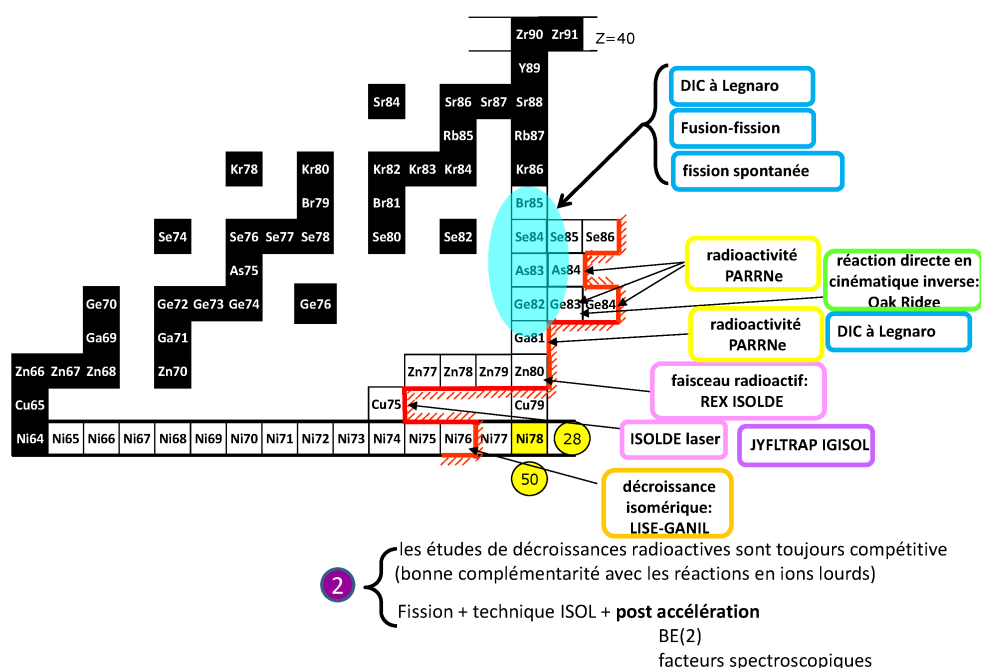 Zr90 Zr91 Z=40
Y89
Sr84 Sr86 Sr87 Sr88
Rb85 Rb87
Kr78 Kr80 Kr82 Kr83 Kr84 Kr86
Br79 Br81 Br85
Se74 Se76 Se77 Se78 Se80 Se82 Se84 Se85 Se86
As75 As83 As84
Ge70 Ge72 Ge73 Ge74 Ge76 Ge82 Ge83 Ge84
Ga69 Ga71 Ga81
Zn66 Zn67 Zn68 Zn70 Zn77 Zn78 Zn79 Zn80
Cu65 Cu75 Cu79
Ni64 Ni65 Ni66 Ni67 Ni68 Ni69 Ni70 Ni71 Ni72 Ni73 Ni74 Ni75 Ni76 Ni77 Ni78 28
50
DIC à Legnaro
Fusion-fission
fission spontanée
radioactivité
PARRNe
réaction directe en
cinématique inverse:
Oak Ridge
radioactivité
PARRNe
DIC à Legnaro
faisceau radioactif:
REX ISOLDE
ISOLDE laser
JYFLTRAP IGISOL
décroissance
isomérique:
LISE-GANIL
2
les études de décroissances radioactives sont toujours compétitive
(bonne complémentarité avec les réactions en ions lourds)
Fission + technique ISOL + post accélération
BE(2)
facteurs spectroscopiques